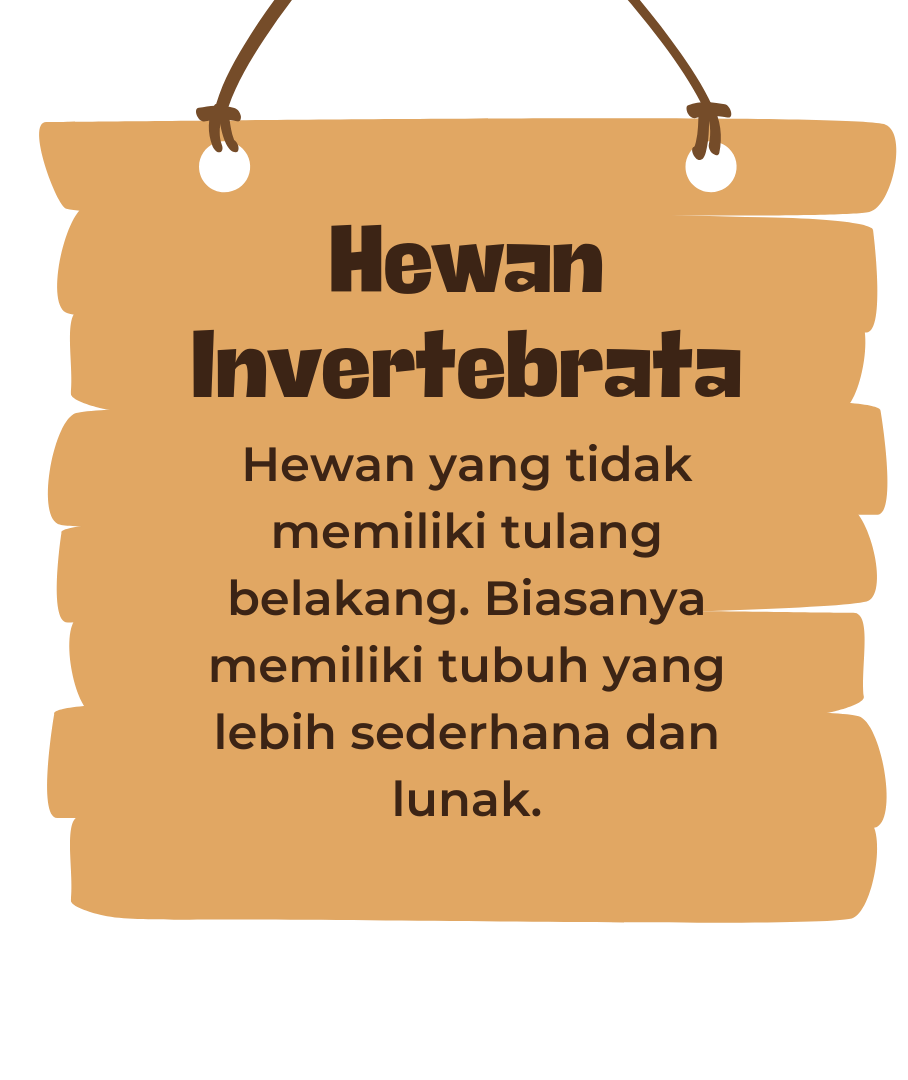 Hewan
Invertebrata
Hewan yang tidak
memiliki tulang
belakang. Biasanya
memiliki tubuh yang
lebih sederhana dan
lunak.